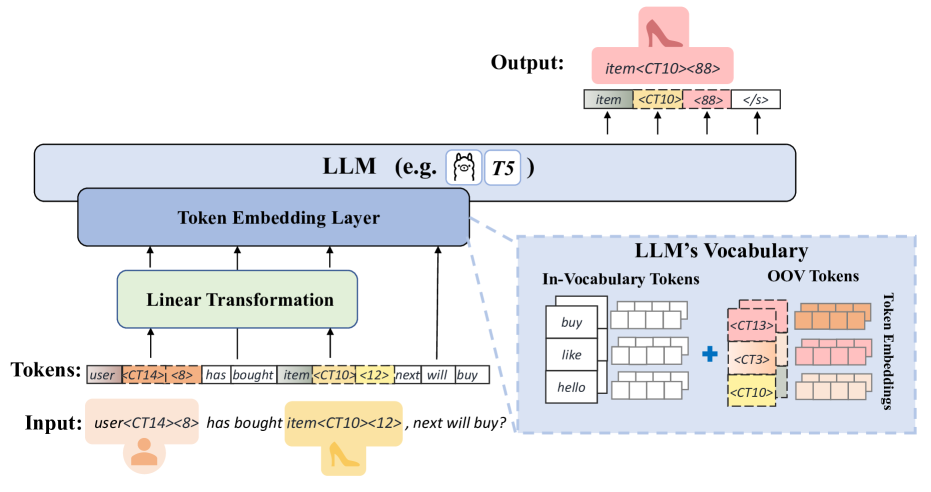 Output:
item<CT10><88>
item <CT10> <88> </s>
LLM (e.g. T5 )
Token Embedding Layer
Linear Transformation
Tokens: user <CT14> <8> has bought item <CT10> <12> next will buy
Input: user<CT14><8> has bought item<CT10><12> , next will buy?
LLM's Vocabulary
In-Vocabulary Tokens
OOV Tokens
buy
like
hello
<CT13>
<CT3>
<CT10>
Token Embeddings